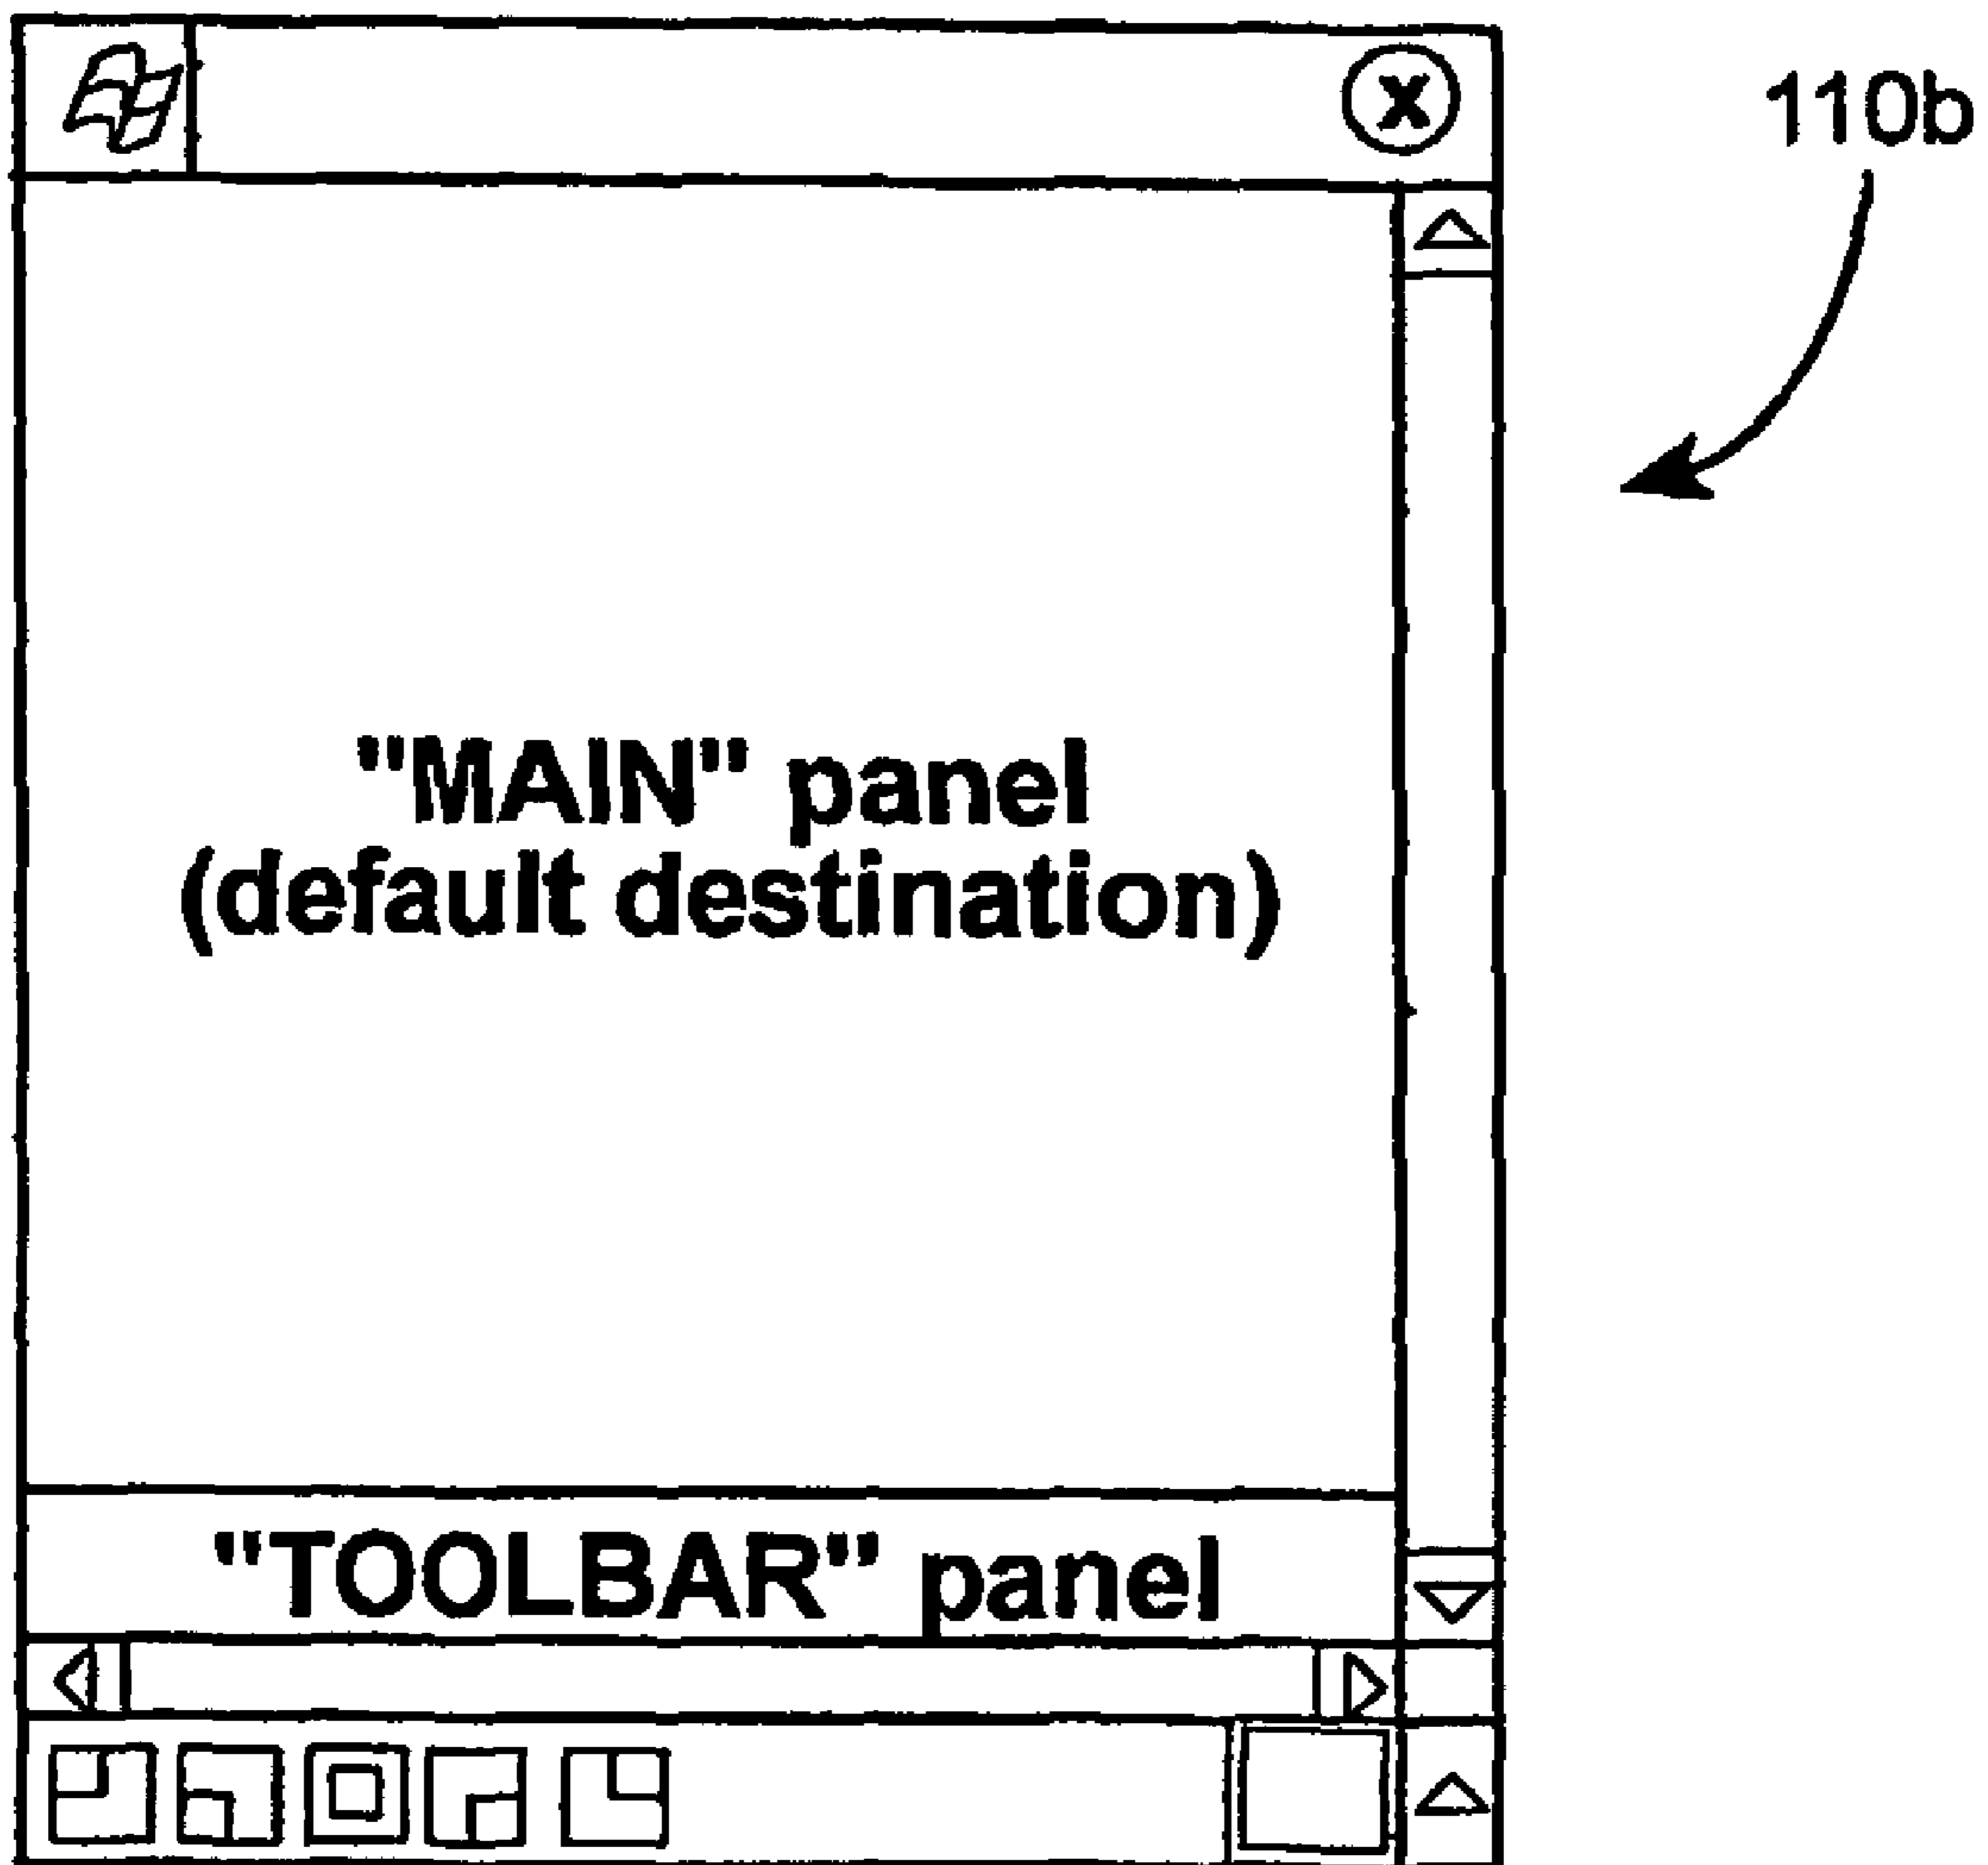 110b
"MAIN" panel
(default destination)
"TOOLBAR" panel